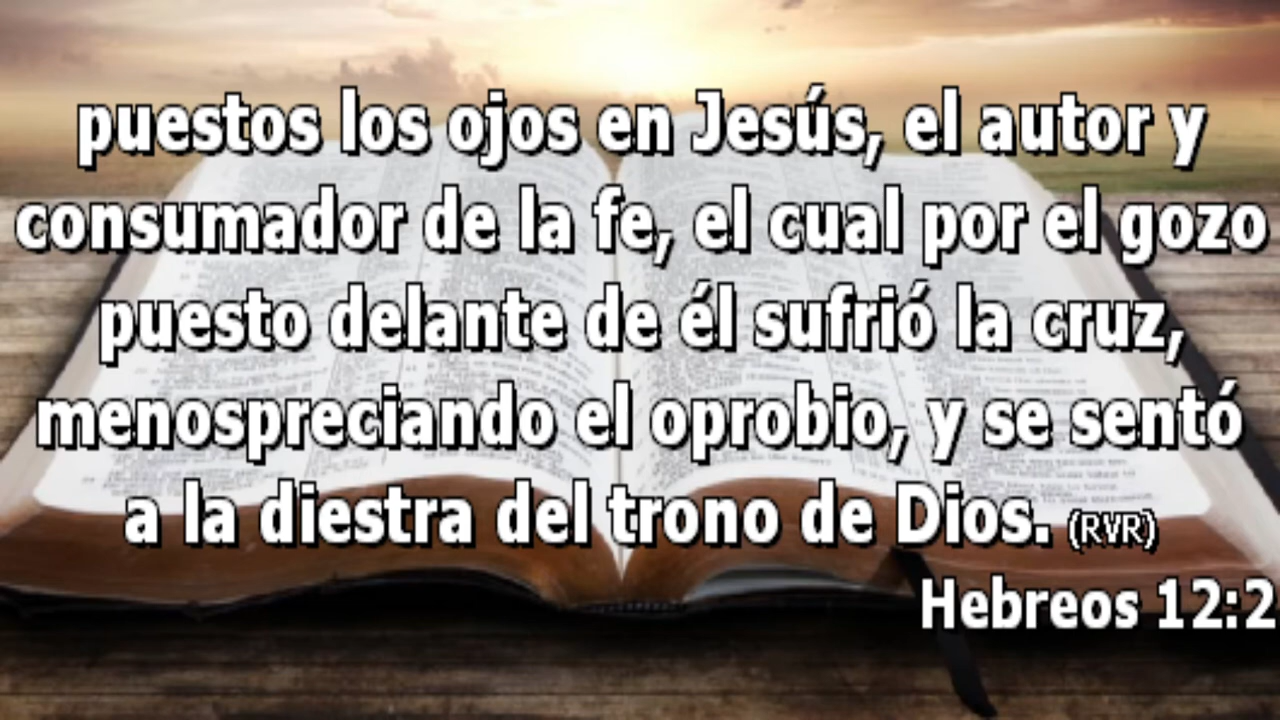 puestos los ojos en Jesús, el autor y
consumador de la fe, el cual por el gozo
puesto delante de él sufrió la cruz,
menospreciando el oprobio, y se sentó
a la diestra del trono de Dios. (RVR)
Hebreos 12:2